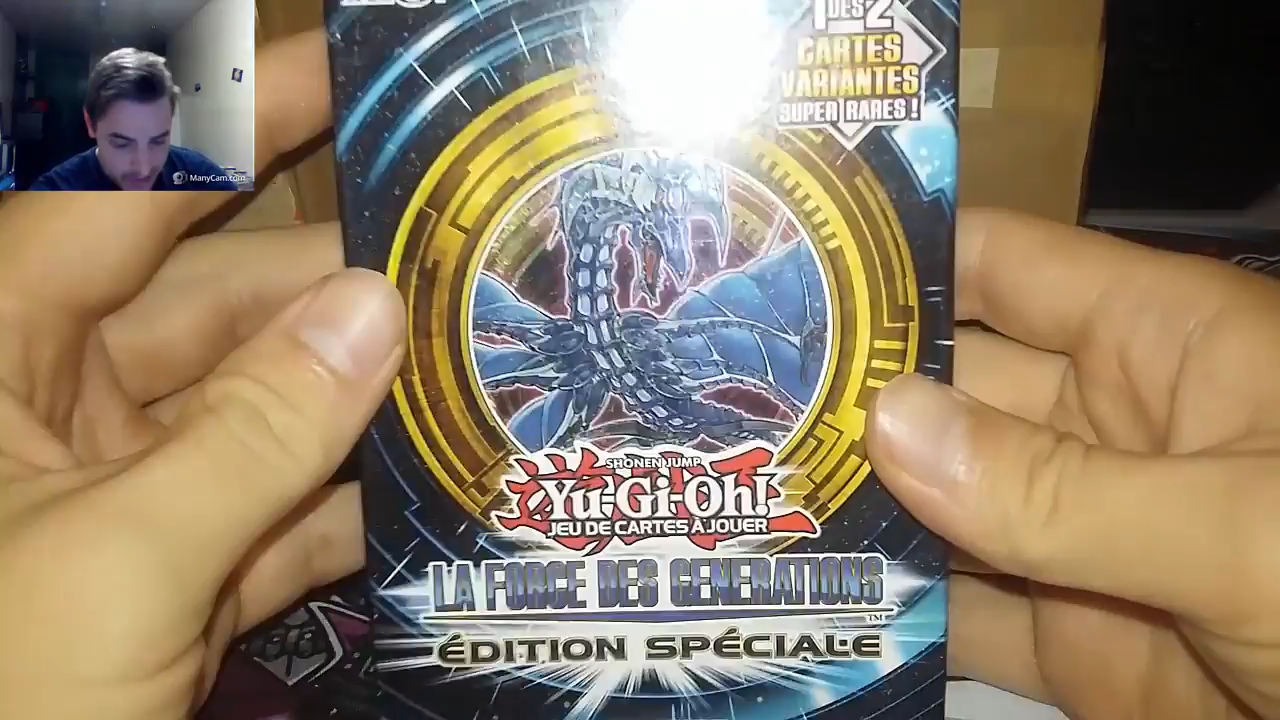 1 DES 2
CARTES
VARIANTES
SUPER RARES !
ManyCam.com
SHONEN JUMP
Yu-Gi-Oh!
JEU DE CARTES À JOUER
LA FORCE DES GENERATIONS
TM
ÉDITION SPÉCIALE